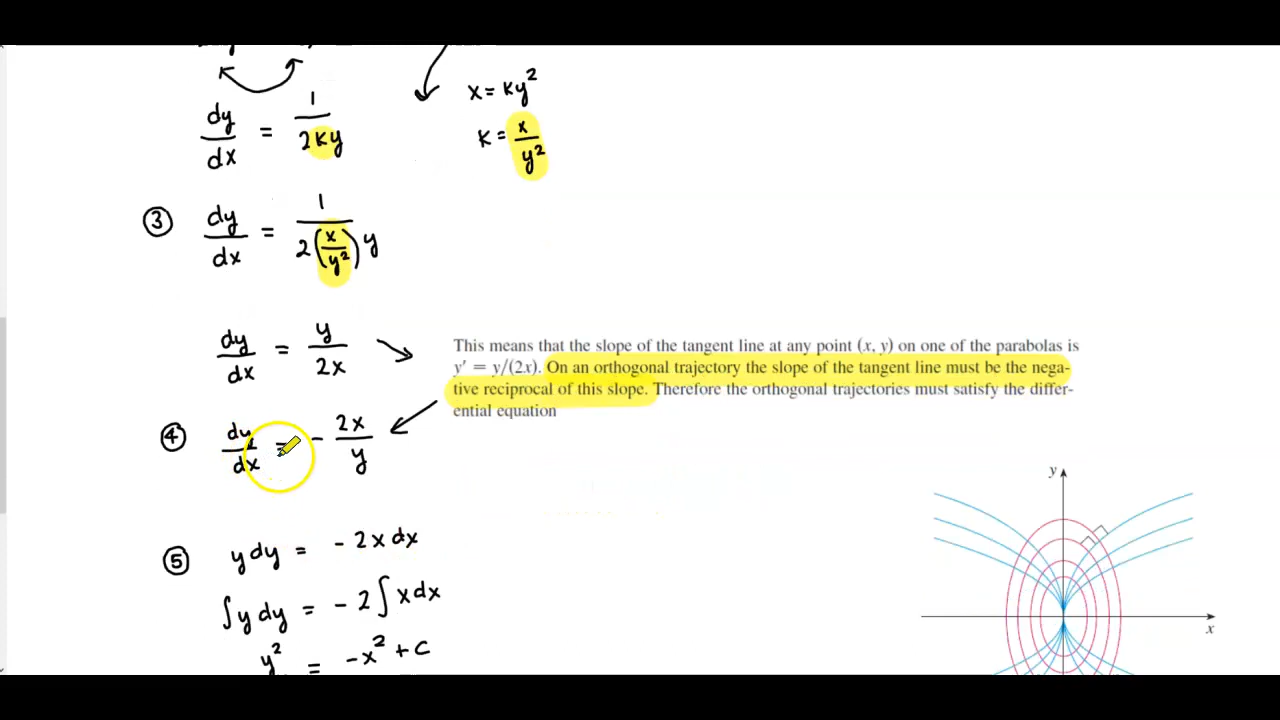 x = ky²
k = x/y²
dy/dx = 1/2ky
③ dy/dx = 1/2(x/y²)y
dy/dx = y/2x
This means that the slope of the tangent line at any point (x, y) on one of the parabolas is
y′ = y/(2x). On an orthogonal trajectory the slope of the tangent line must be the nega-
tive reciprocal of this slope. Therefore the orthogonal trajectories must satisfy the differ-
ential equation
④ dy/dx = - 2x/y
⑤ y dy = - 2x dx
∫y dy = - 2∫x dx
y² = -x² + c
y
x